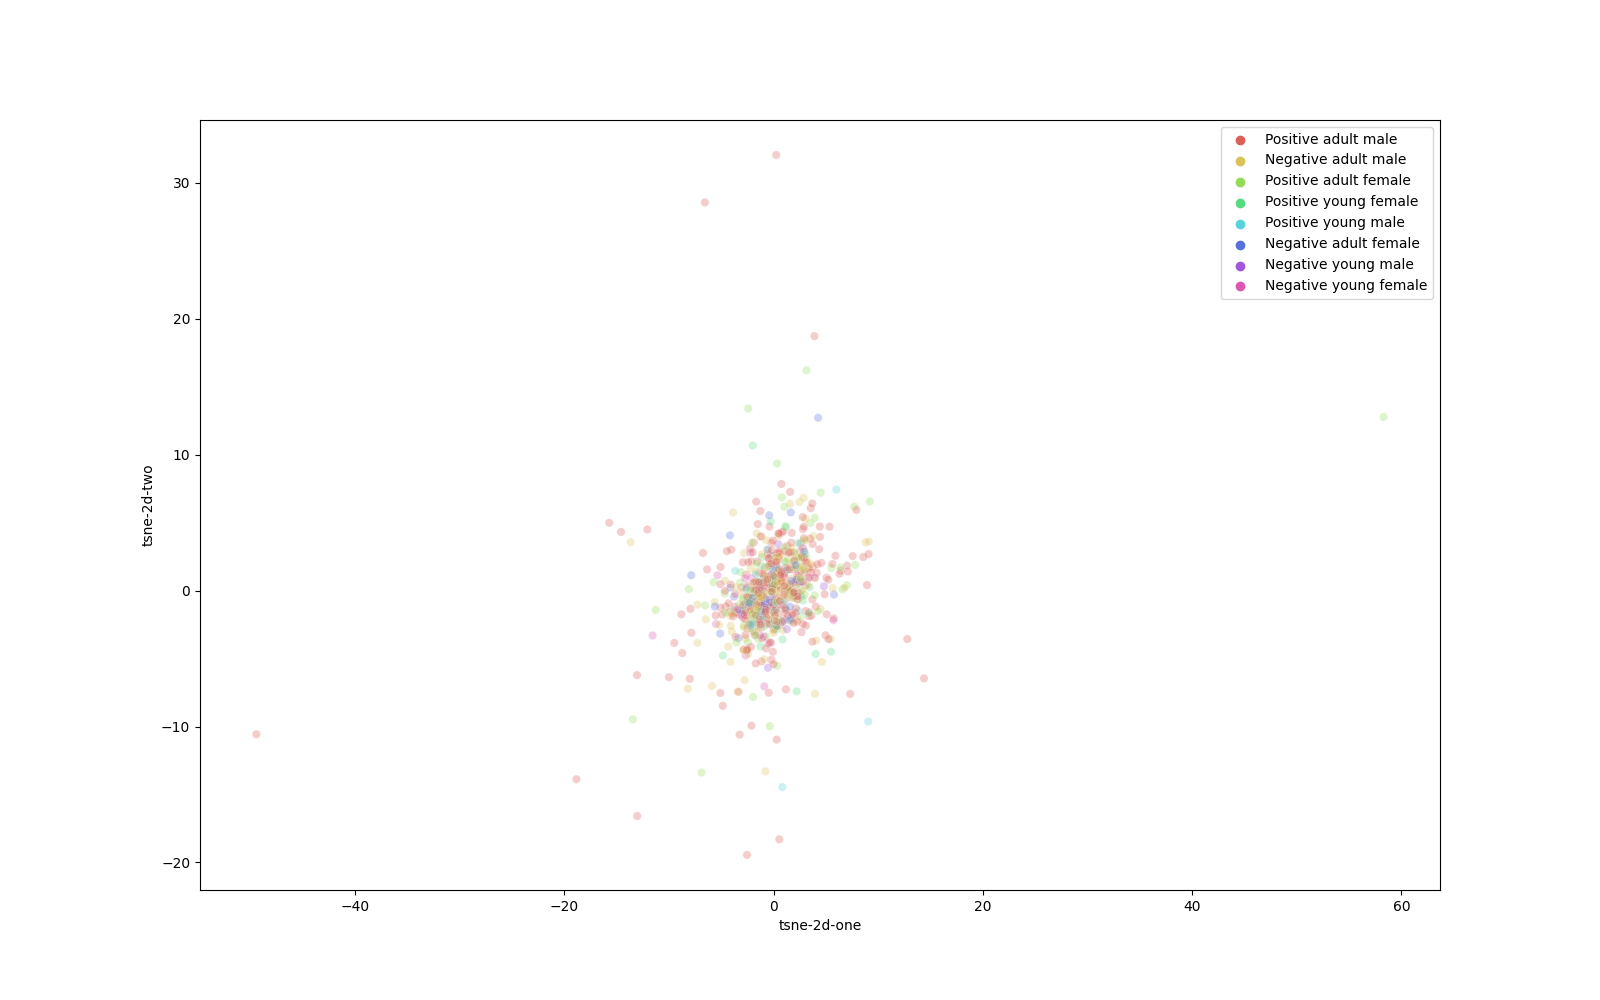 Positive adult male
Negative adult male
Positive adult female
Positive young female
Positive young male
Negative adult female
Negative young male
Negative young female
30
20
10
0
−10
−20
tsne-2d-two
−40
−20
0
20
40
60
tsne-2d-one